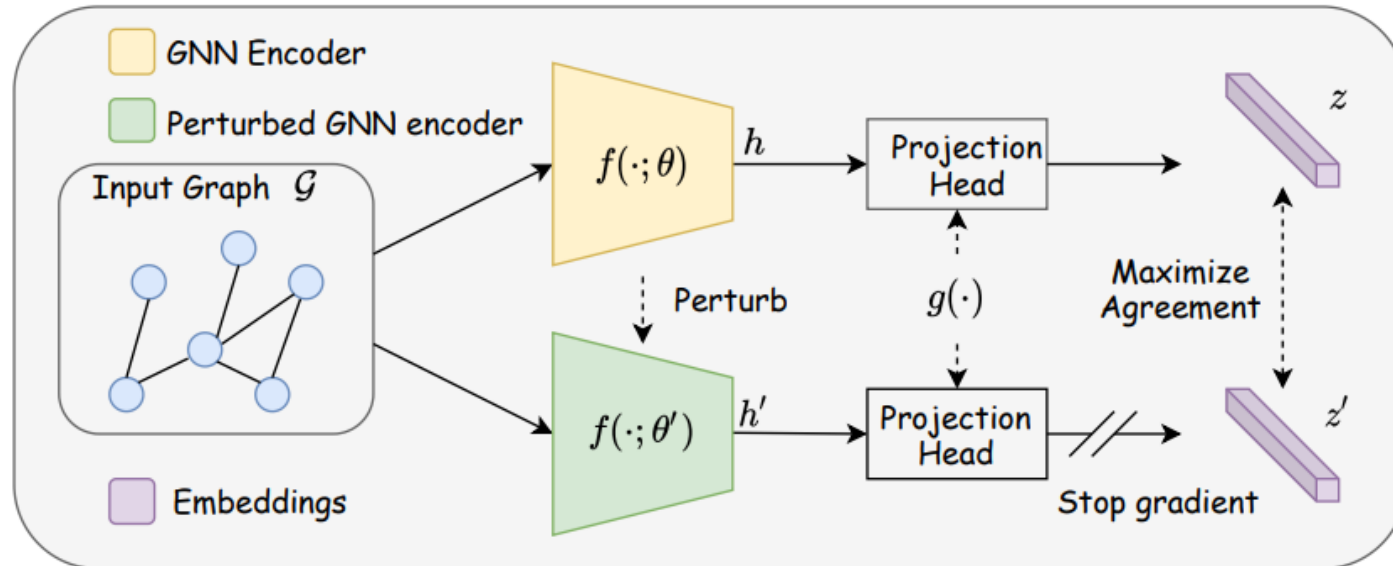 GNN Encoder
Perturbed GNN encoder
Input Graph 𝒢
f(·; θ)
h
Projection
Head
z
Perturb
g(·)
Maximize
Agreement
f(·; θ′)
h′
Projection
Head
z′
Stop gradient
Embeddings